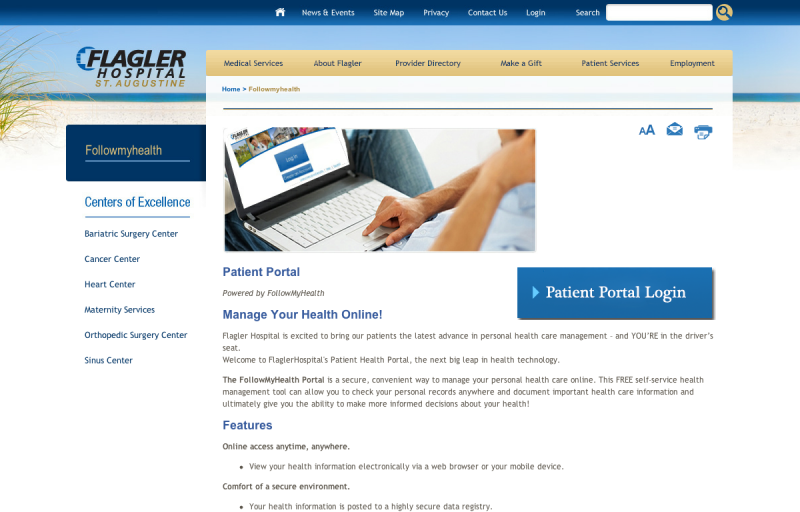 News & Events Site Map Privacy Contact Us Login Search
FLAGLER
HOSPITAL
ST. AUGUSTINE
Medical Services About Flagler Provider Directory Make a Gift Patient Services Employment
Home > Followmyhealth
Followmyhealth
AA
Centers of Excellence
Bariatric Surgery Center
Cancer Center
Heart Center
Maternity Services
Orthopedic Surgery Center
Sinus Center
FLAGLER
Log In
Patient Portal
Patient Portal Login
Powered by FollowMyHealth
Manage Your Health Online!
Flagler Hospital is excited to bring our patients the latest advance in personal health care management – and YOU'RE in the driver's
seat.
Welcome to FlaglerHospital's Patient Health Portal, the next big leap in health technology.
The FollowMyHealth Portal is a secure, convenient way to manage your personal health care online. This FREE self-service health
management tool can allow you to check your personal records anywhere and document important health care information and
ultimately give you the ability to make more informed decisions about your health!
Features
Online access anytime, anywhere.
• View your health information electronically via a web browser or your mobile device.
Comfort of a secure environment.
• Your health information is posted to a highly secure data registry.